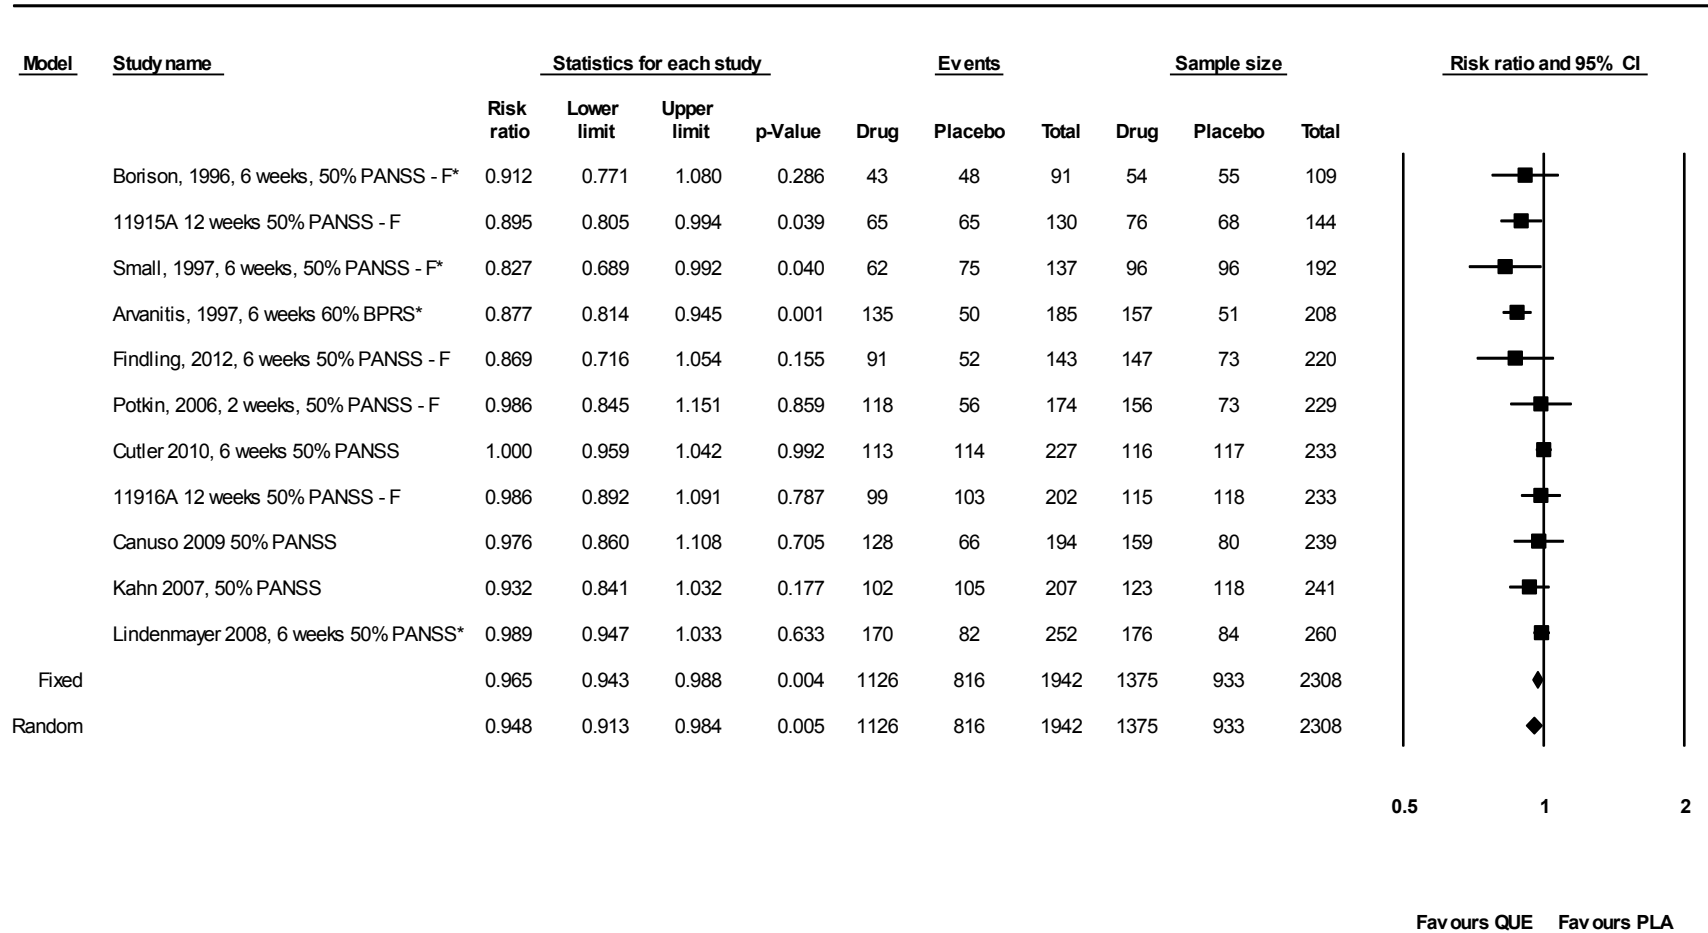 Model Study name Statistics for each study Events Sample size Risk ratio and 95% CI
Risk ratio Lower limit Upper limit p-Value Drug Placebo Total Drug Placebo Total
Borison, 1996, 6 weeks, 50% PANSS - F* 0.912 0.771 1.080 0.286 43 48 91 54 55 109
11915A 12 weeks 50% PANSS - F 0.895 0.805 0.994 0.039 65 65 130 76 68 144
Small, 1997, 6 weeks, 50% PANSS - F* 0.827 0.689 0.992 0.040 62 75 137 96 96 192
Arvanitis, 1997, 6 weeks 60% BPRS* 0.877 0.814 0.945 0.001 135 50 185 157 51 208
Findling, 2012, 6 weeks 50% PANSS - F 0.869 0.716 1.054 0.155 91 52 143 147 73 220
Potkin, 2006, 2 weeks, 50% PANSS - F 0.986 0.845 1.151 0.859 118 56 174 156 73 229
Cutler 2010, 6 weeks 50% PANSS 1.000 0.959 1.042 0.992 113 114 227 116 117 233
11916A 12 weeks 50% PANSS - F 0.986 0.892 1.091 0.787 99 103 202 115 118 233
Canuso 2009 50% PANSS 0.976 0.860 1.108 0.705 128 66 194 159 80 239
Kahn 2007, 50% PANSS 0.932 0.841 1.032 0.177 102 105 207 123 118 241
Lindenmayer 2008, 6 weeks 50% PANSS* 0.989 0.947 1.033 0.633 170 82 252 176 84 260
Fixed 0.965 0.943 0.988 0.004 1126 816 1942 1375 933 2308
Random 0.948 0.913 0.984 0.005 1126 816 1942 1375 933 2308
0.5 1 2
Favours QUE Favours PLA